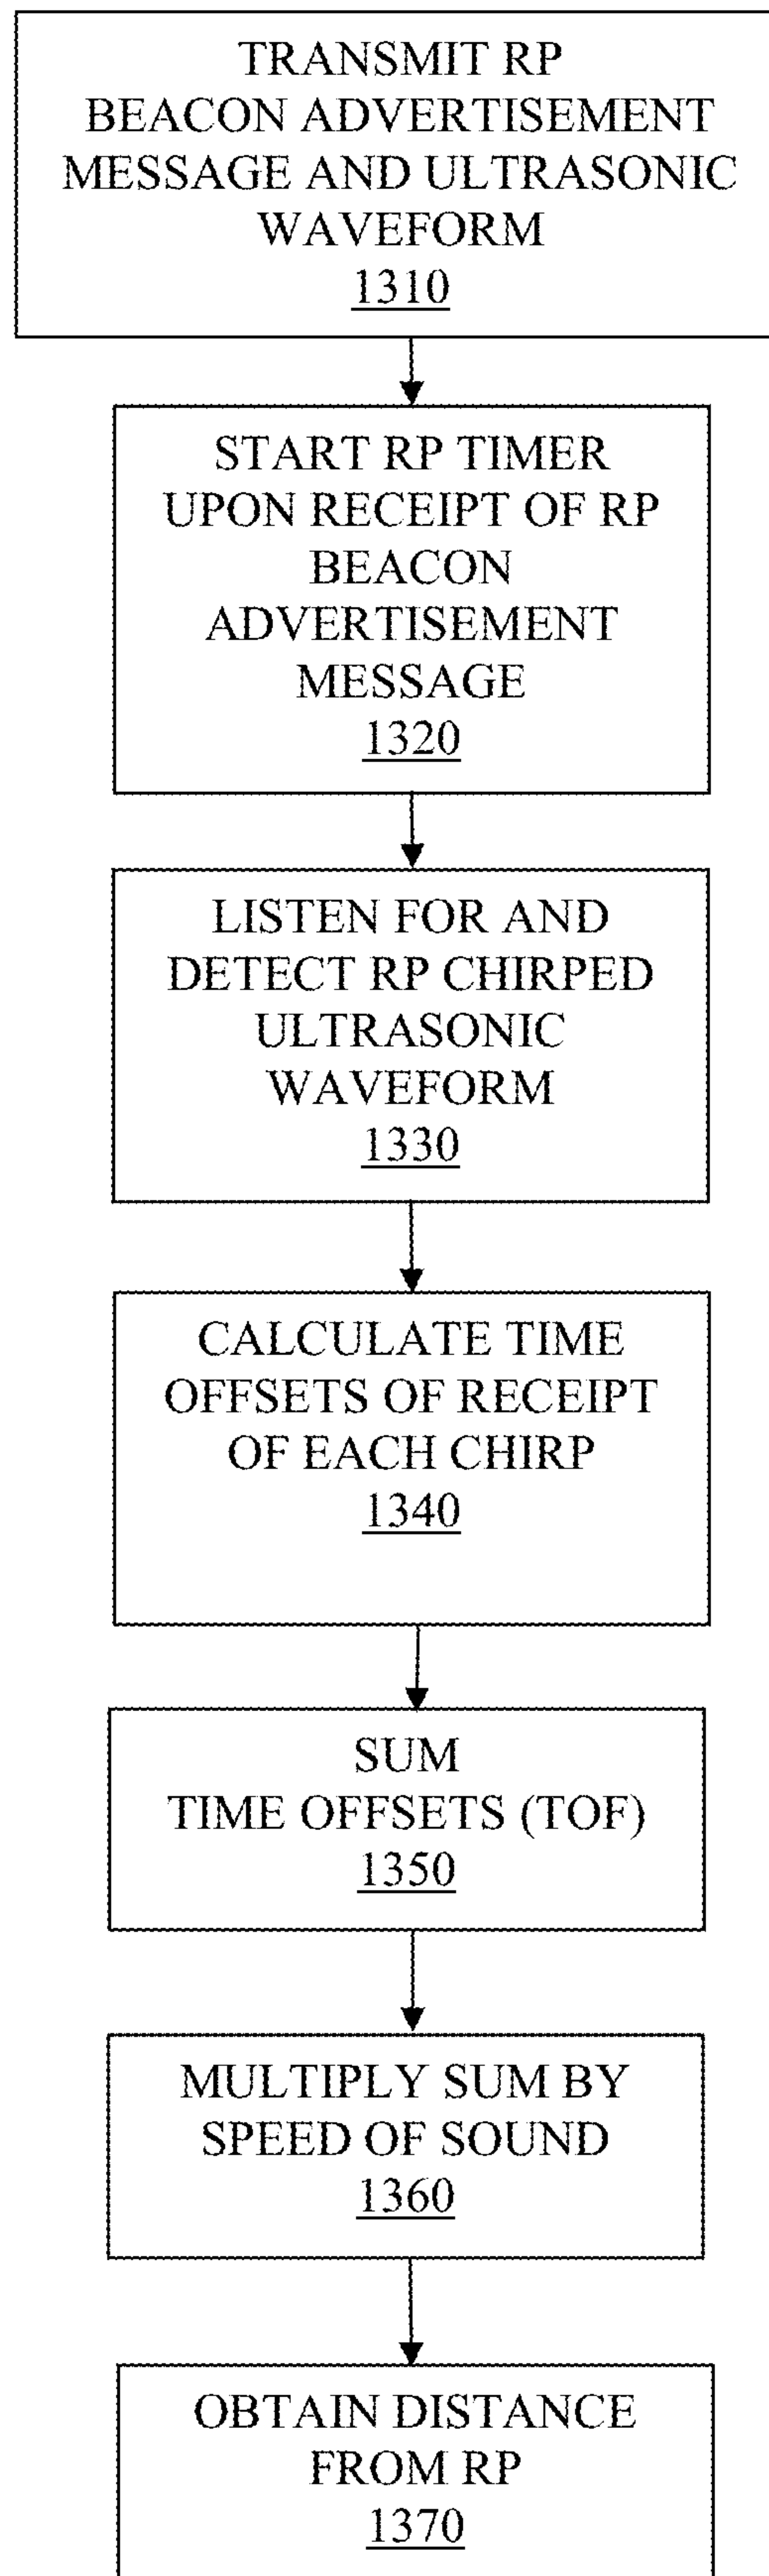 TRANSMIT RP
BEACON ADVERTISEMENT
MESSAGE AND ULTRASONIC
WAVEFORM
1310
START RP TIMER
UPON RECEIPT OF RP
BEACON
ADVERTISEMENT
MESSAGE
1320
LISTEN FOR AND
DETECT RP CHIRPED
ULTRASONIC
WAVEFORM
1330
CALCULATE TIME
OFFSETS OF RECEIPT
OF EACH CHIRP
1340
SUM
TIME OFFSETS (TOF)
1350
MULTIPLY SUM BY
SPEED OF SOUND
1360
OBTAIN DISTANCE
FROM RP
1370